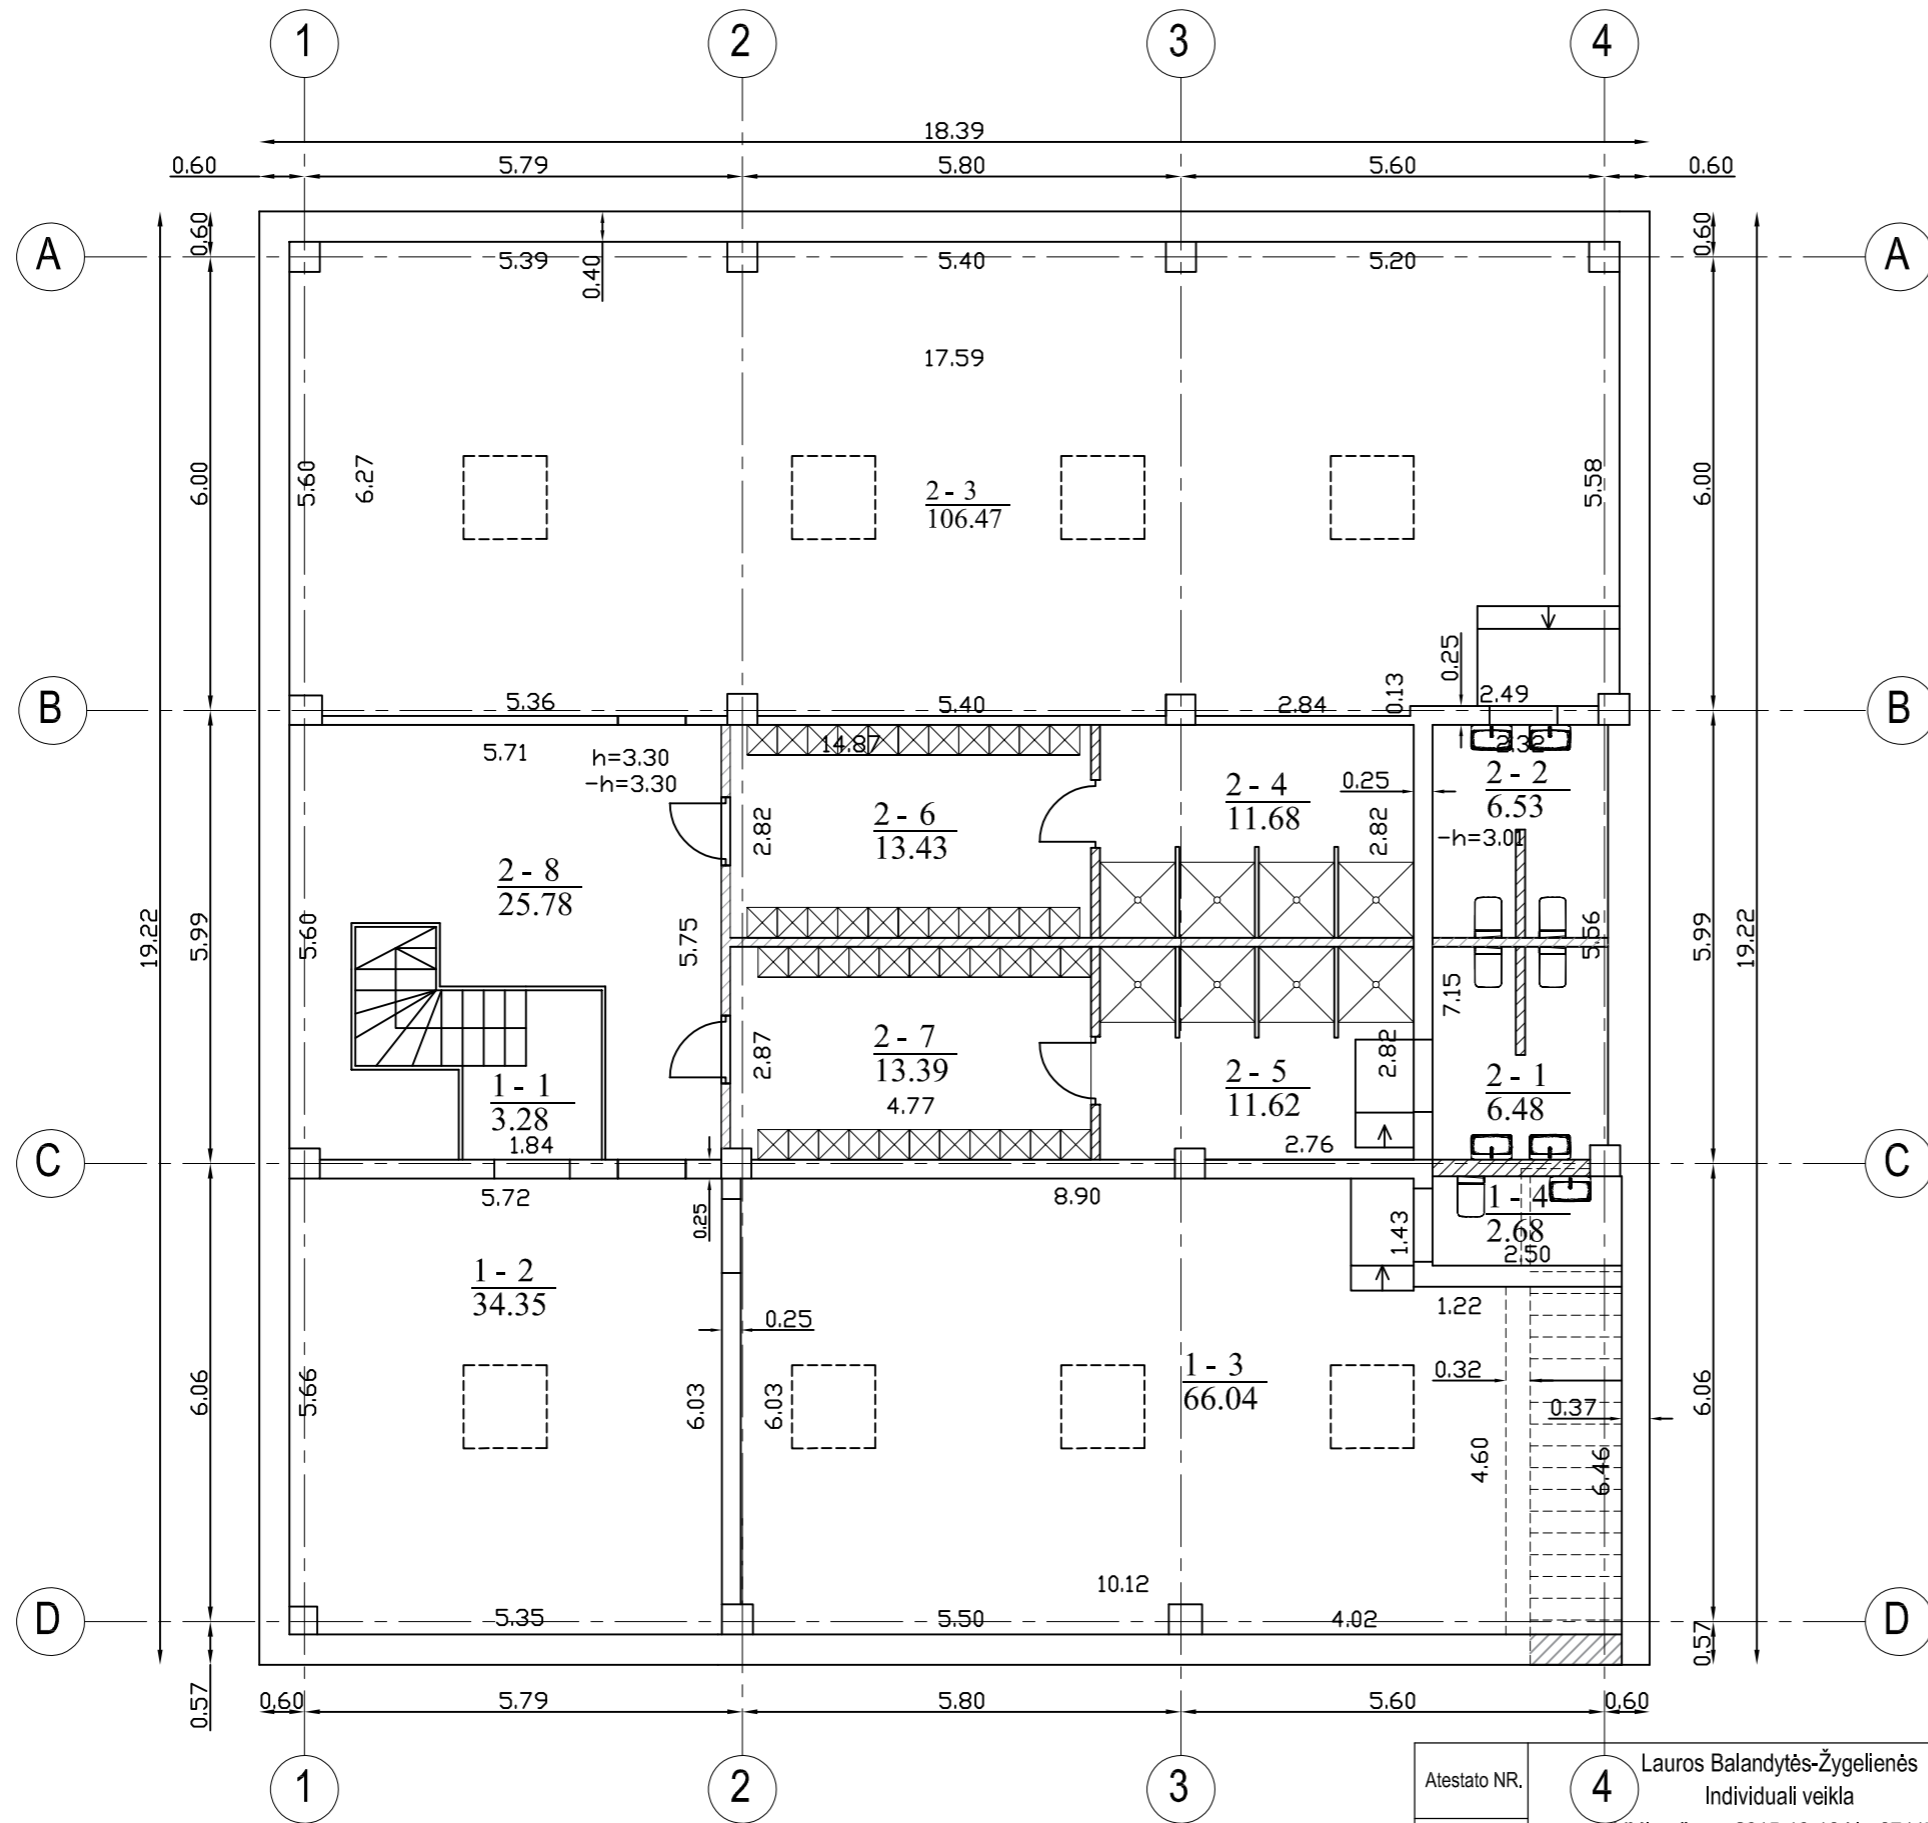 1 2 3 4
18.39
0.60 5.79 5.80 5.60 0.60
0.60 0.60
A 5.39 0.40 5.40 5.20 A
17.59
6.00 5.60 6.27 5.58 6.00
2 - 3
106.47
0.25
B 5.36 5.40 2.84 0.13 2.49 B
5.71 h=3.30 14.87 2.32
-h=3.30
2 - 4
11.68
0.25
2 - 2
6.53
2 - 6
13.43
2.82 2.82 -h=3.01
2 - 8
25.78
19.22 5.99 5.60 5.75 5.56 5.99 19.22
7.15
2 - 7
13.39
2.87 2.82
4.77
2 - 5
11.62
2 - 1
6.48
1 - 1
3.28
1.84 2.76
C C
5.72 0.25 8.90 1.43
1 - 4
2.68
2.50
1 - 2
34.35
0.25 1.22
1 - 3
66.04
0.32
6.06 5.66 6.03 6.03 0.37 6.06
4.60 6.46
10.12
D 5.35 5.50 4.02 D
0.57 0.57
0.60 5.79 5.80 5.60 0.60
1 2 3 4
Atestato NR.
Lauros Balandytės-Žygelienės
Individuali veikla